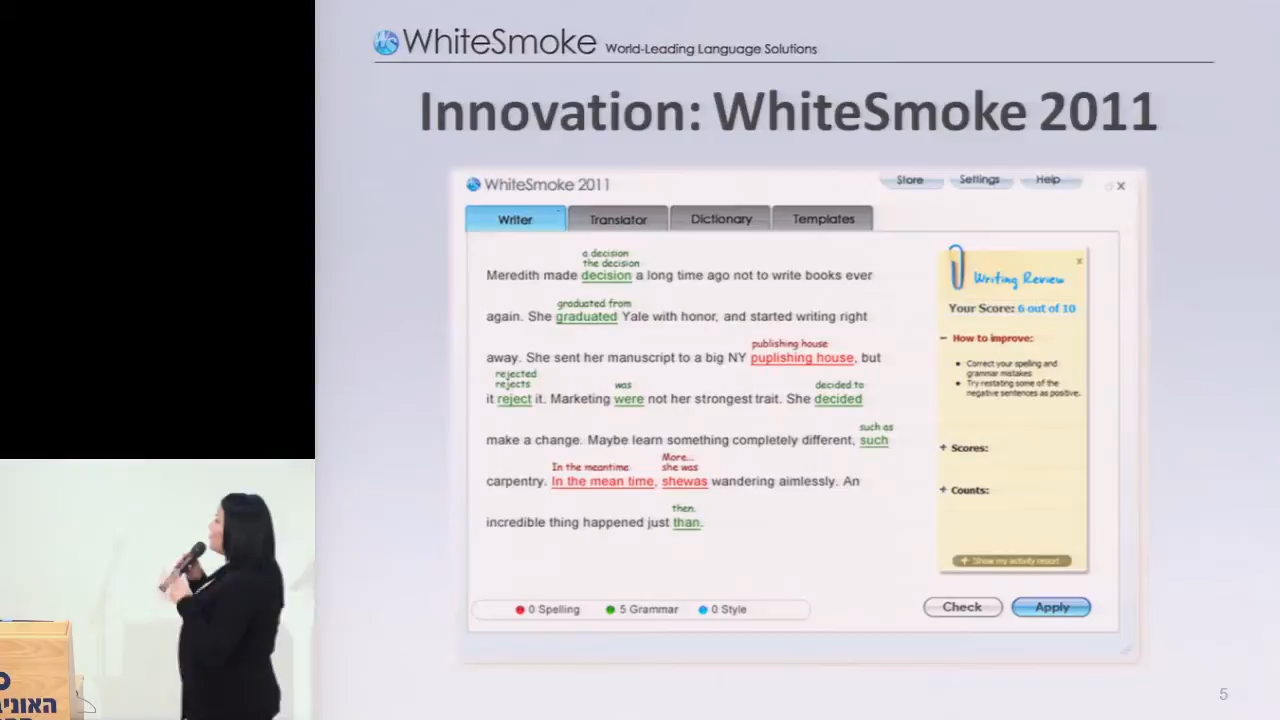 WhiteSmoke World-Leading Language Solutions
Innovation: WhiteSmoke 2011
WhiteSmoke 2011
Store Settings Help
Writer Translator Dictionary Templates
a decision
the decision
Meredith made decision a long time ago not to write books ever
graduated from
again. She graduated Yale with honor, and started writing right
publishing house
away. She sent her manuscript to a big NY puplishing house, but
rejected
rejects was decided to
it reject it. Marketing were not her strongest trait. She decided
such as
make a change. Maybe learn something completely different, such
More...
In the meantime she was
carpentry. In the mean time, shewas wandering aimlessly. An
then.
incredible thing happened just than.
0 Spelling 5 Grammar 0 Style
Writing Review
Your Score: 6 out of 10
How to improve:
Correct your spelling and
grammar mistakes
Try restating some of the
negative sentences as positive.
+ Scores:
+ Counts:
+ Show my activity report
Check Apply
5